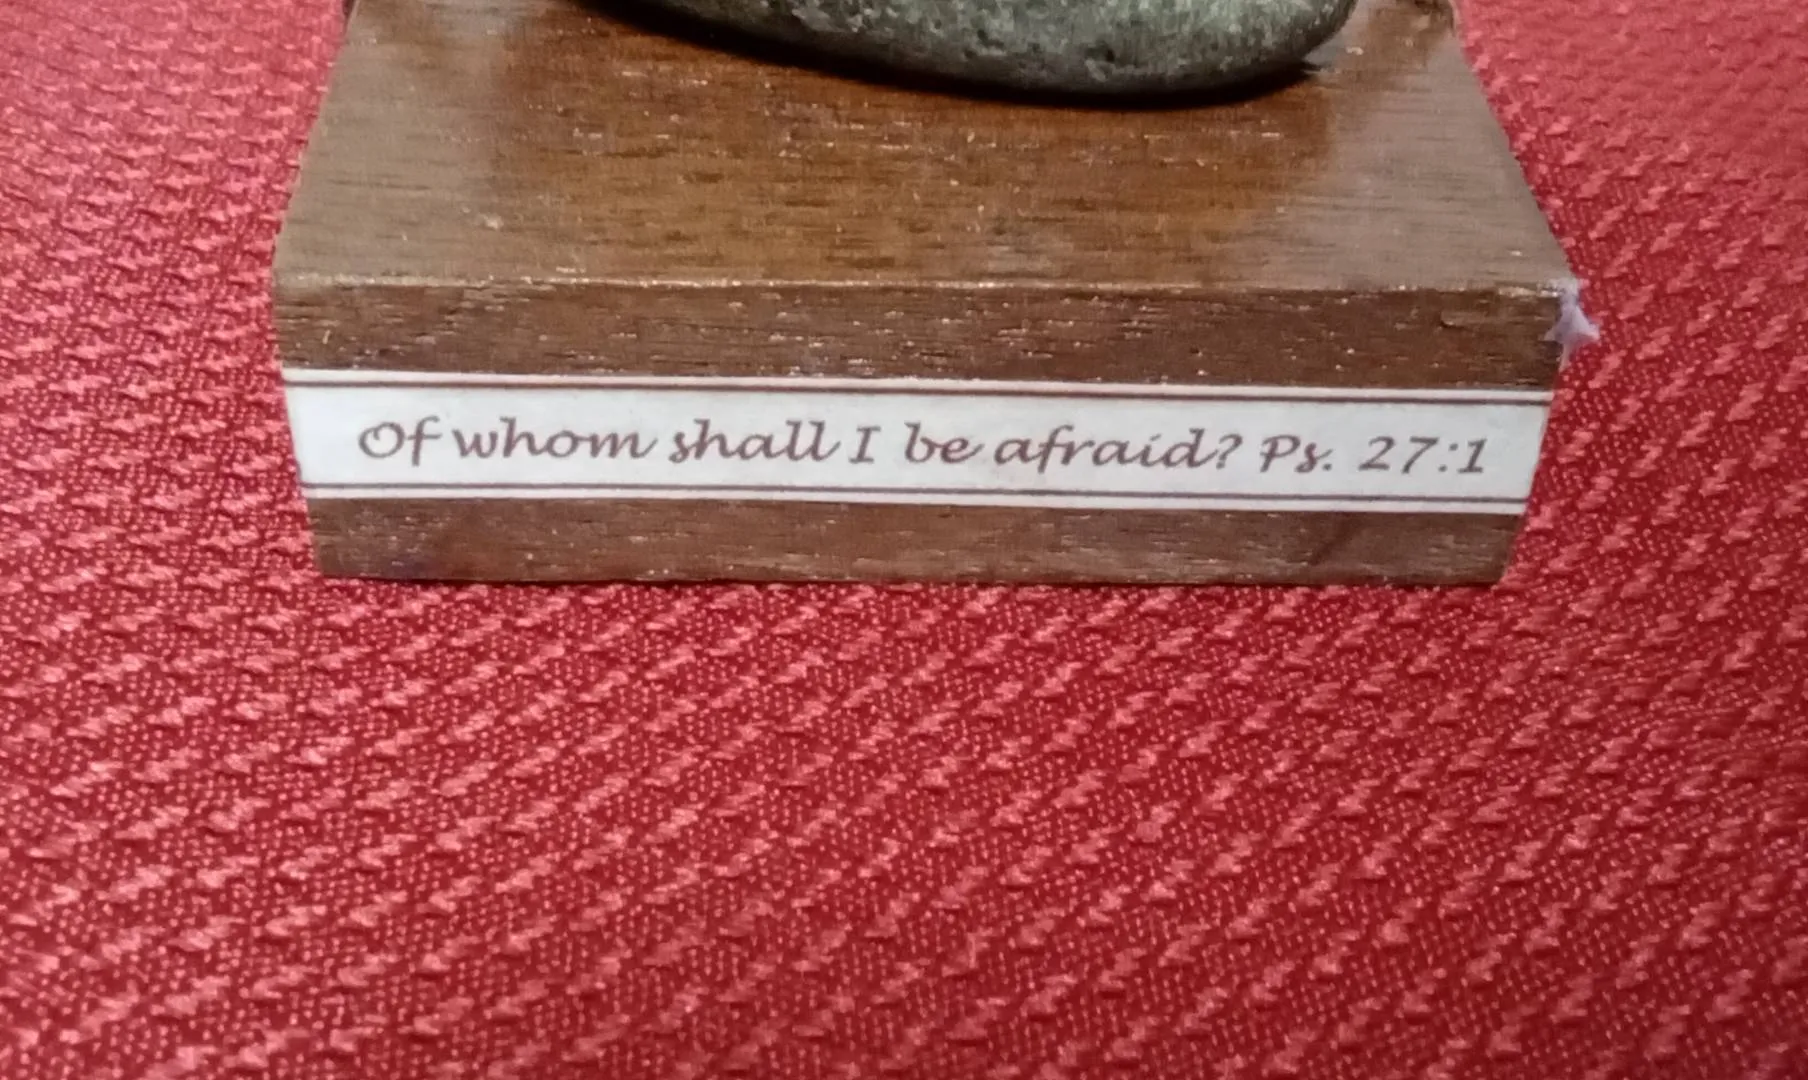 Of whom shall I be afraid? Ps. 27:1